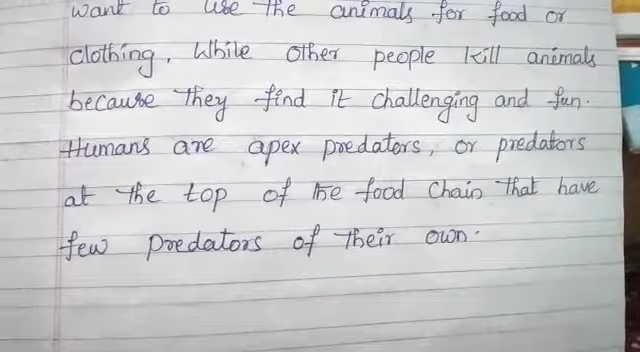 want to use the animals for food or
clothing. While other people kill animals
because they find it challenging and fun.
Humans are apex predators, or predators
at the top of the food chain that have
few predators of their own.